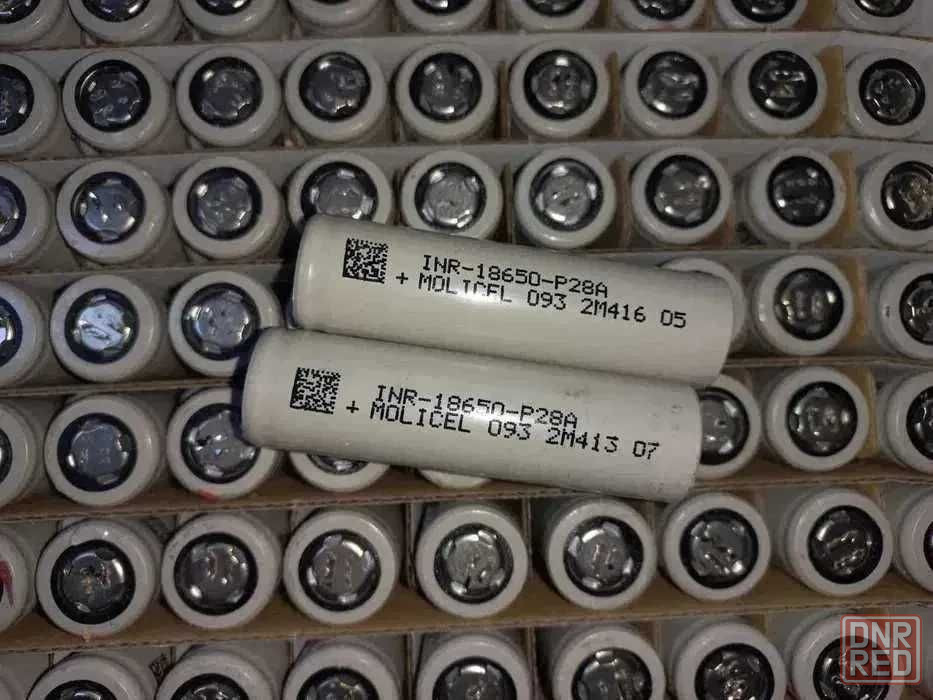 INR-18650-P28A
+ MOLICEL 093 2M416 05
INR-18650-P28A
+ MOLICEL 093 2M413 07
DNR
RED